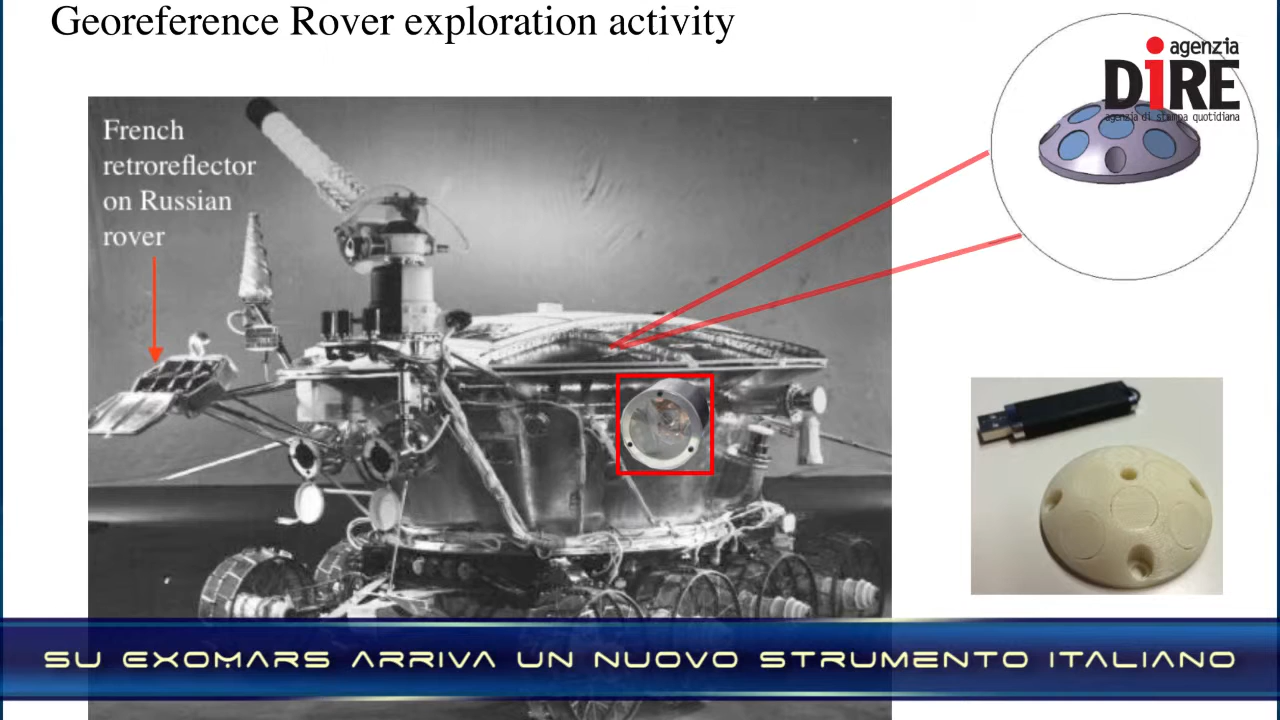 Georeference Rover exploration activity
agenzia
DiRE
agenzia di stampa quotidiana
French
retroreflector
on Russian
rover
SU EXOMARS ARRIVA UN NUOVO STRUMENTO ITALIANO